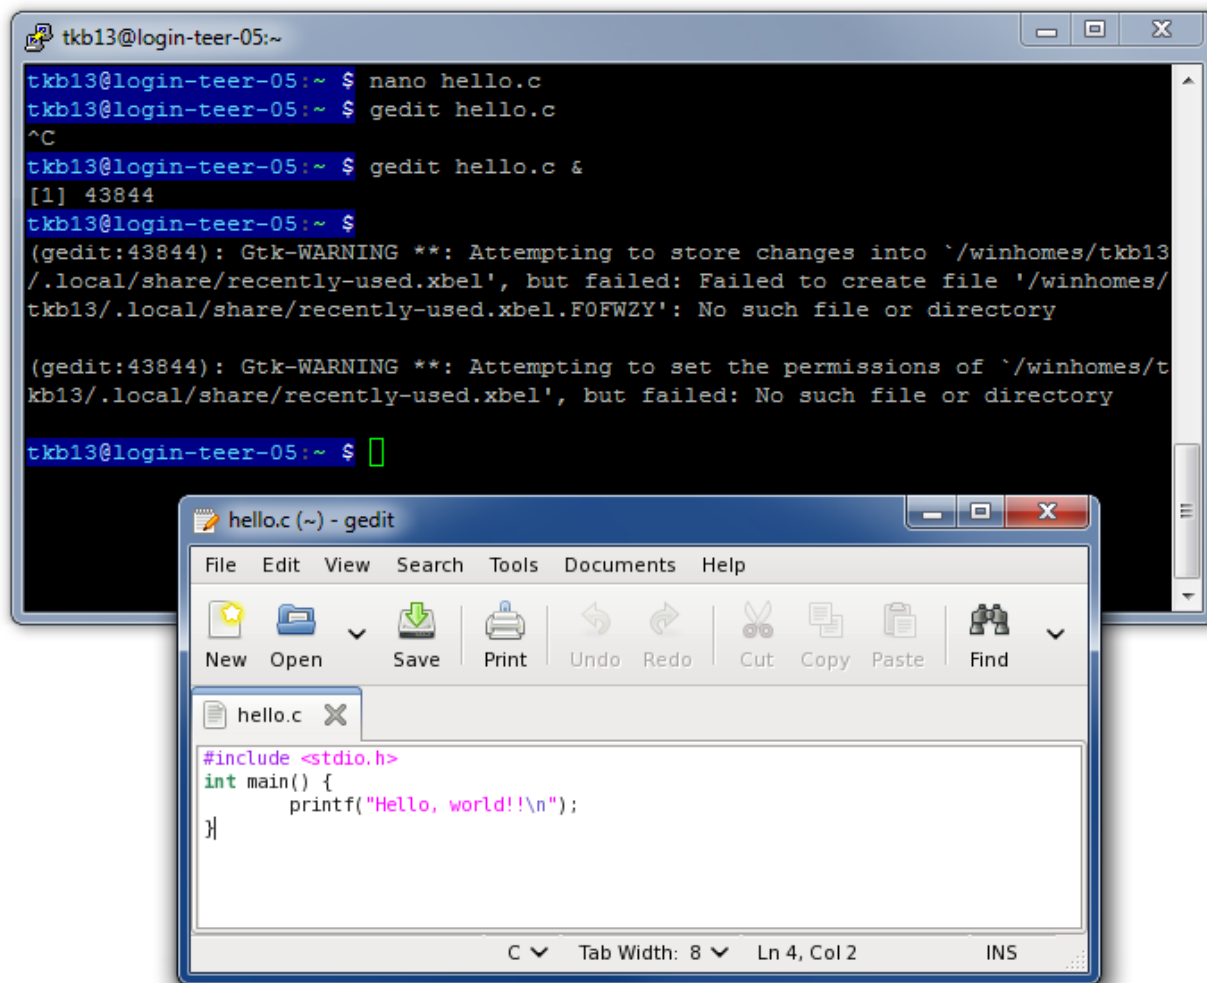 tkb13@login-teer-05:~
tkb13@login-teer-05:~ $ nano hello.c
tkb13@login-teer-05:~ $ gedit hello.c
^C
tkb13@login-teer-05:~ $ gedit hello.c &
[1] 43844
tkb13@login-teer-05:~ $
(gedit:43844): Gtk-WARNING **: Attempting to store changes into `/winhomes/tkb13
/.local/share/recently-used.xbel', but failed: Failed to create file '/winhomes/
tkb13/.local/share/recently-used.xbel.F0FWZY': No such file or directory
(gedit:43844): Gtk-WARNING **: Attempting to set the permissions of `/winhomes/t
kb13/.local/share/recently-used.xbel', but failed: No such file or directory
tkb13@login-teer-05:~ $
hello.c (~) - gedit
File Edit View Search Tools Documents Help
New Open Save Print Undo Redo Cut Copy Paste Find
hello.c
#include <stdio.h>
int main() {
        printf("Hello, world!!\n");
}
C Tab Width: 8 Ln 4, Col 2 INS